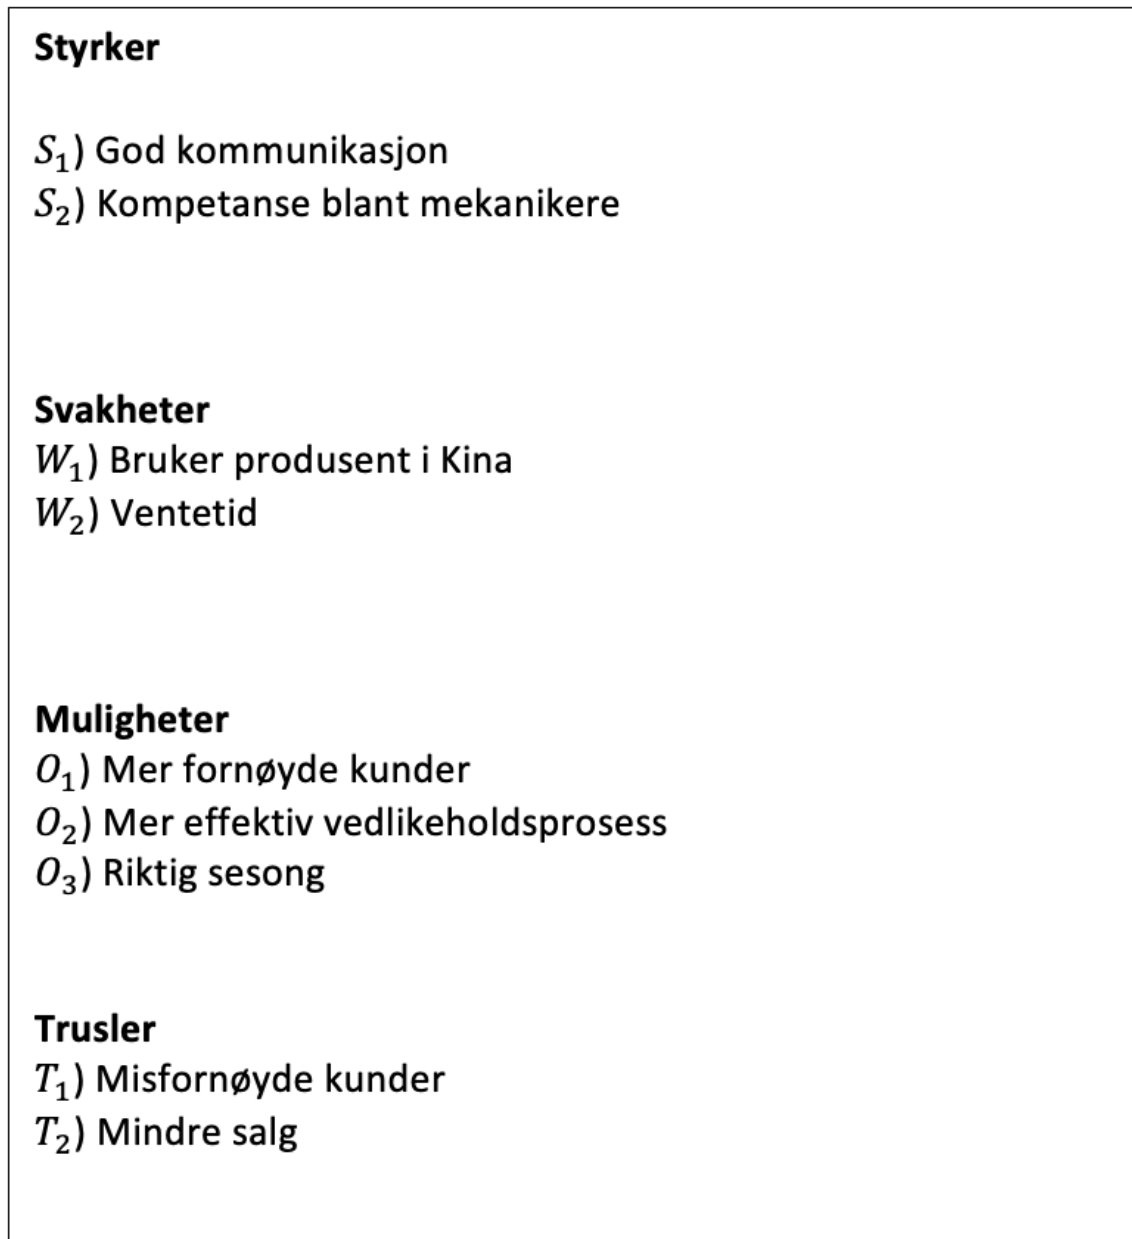 Styrker
S₁) God kommunikasjon
S₂) Kompetanse blant mekanikere
Svakheter
W₁) Bruker produsent i Kina
W₂) Ventetid
Muligheter
O₁) Mer fornøyde kunder
O₂) Mer effektiv vedlikeholdsprosess
O₃) Riktig sesong
Trusler
T₁) Misfornøyde kunder
T₂) Mindre salg